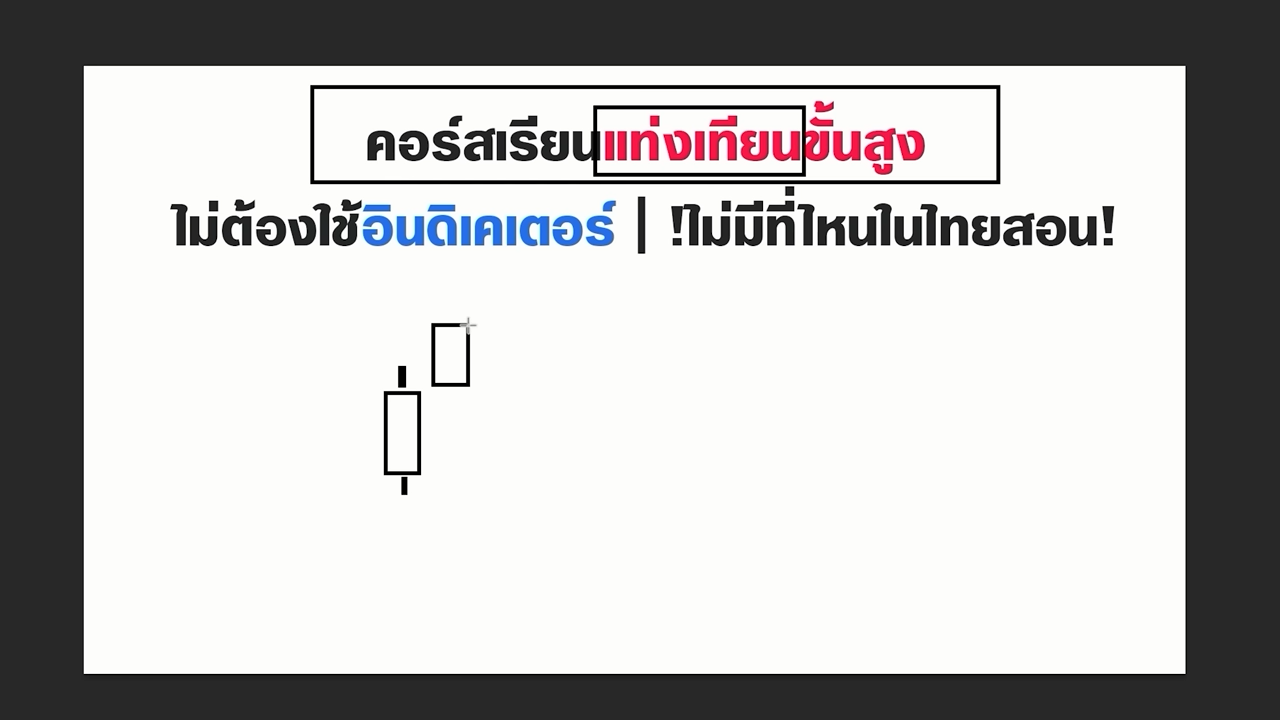 คอร์สเรียนแท่งเทียนขั้นสูง
ไม่ต้องใช้อินดิเคเตอร์ | !ไม่มีที่ไหนในไทยสอน!